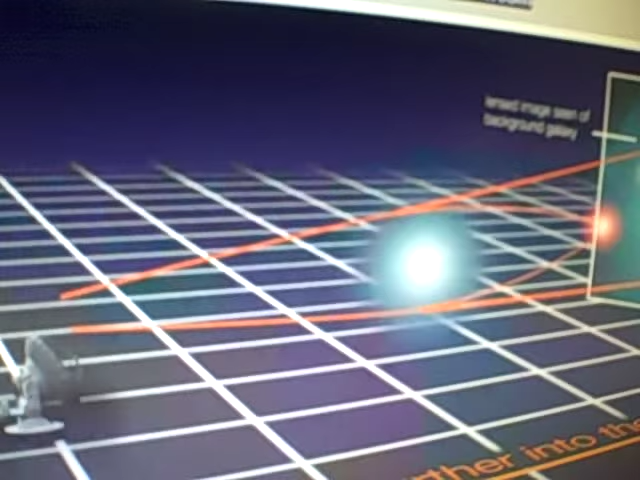 lensed image seen of
background galaxy
rther into the